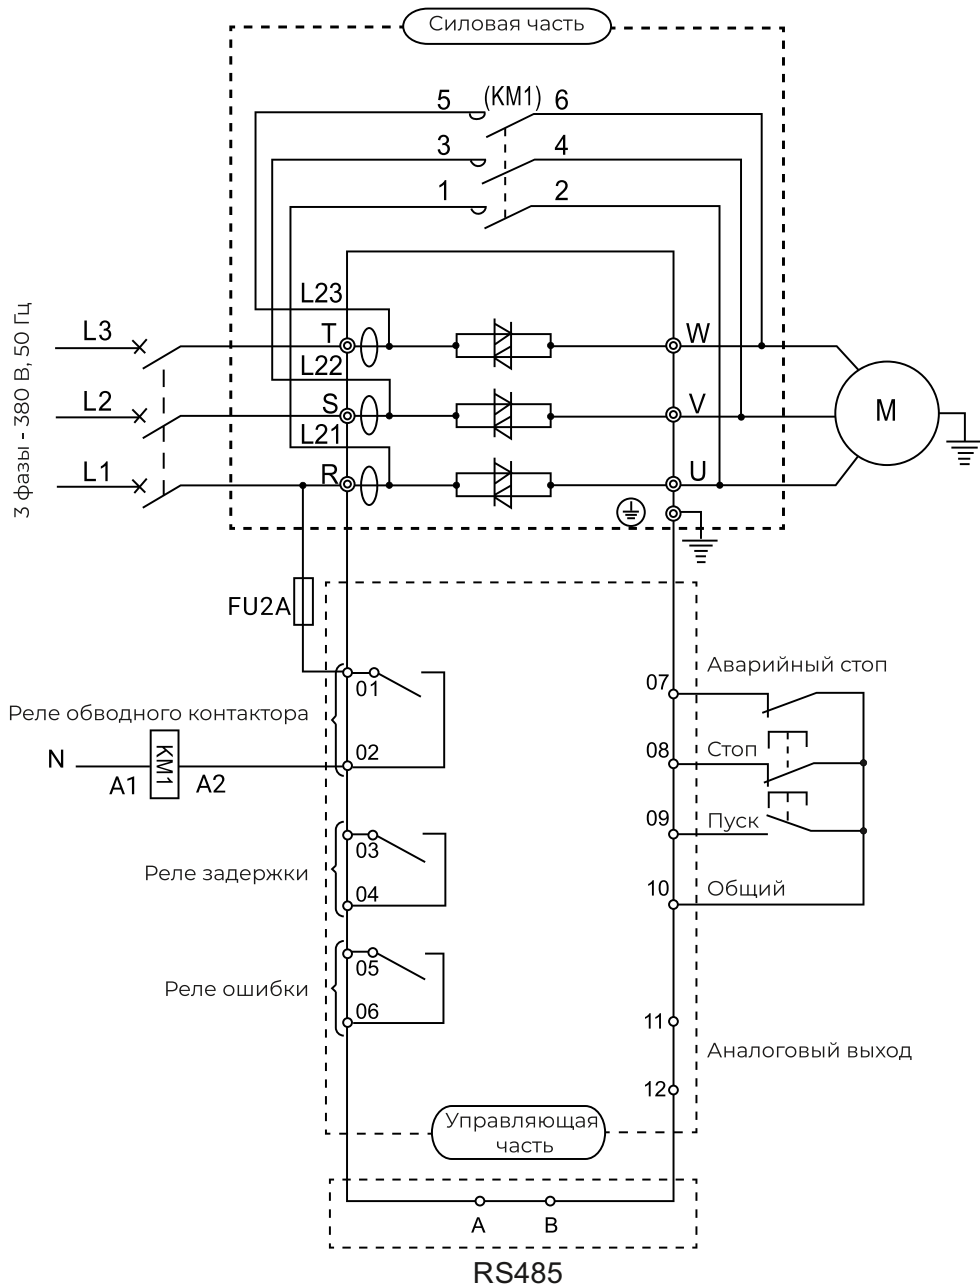 Силовая часть
5 (KM1) 6
3 4
1 2
L23
T
W
L3
L22
S
V
L2
M
L21
R
U
L1
3 фазы - 380 В, 50 Гц
FU2A
01
07
Аварийный стоп
Реле обводного контактора
N
A1
KM1
A2
02
08
Стоп
09
Пуск
03
Реле задержки
04
10
Общий
05
Реле ошибки
06
11
Аналоговый выход
12
Управляющая
часть
A B
RS485